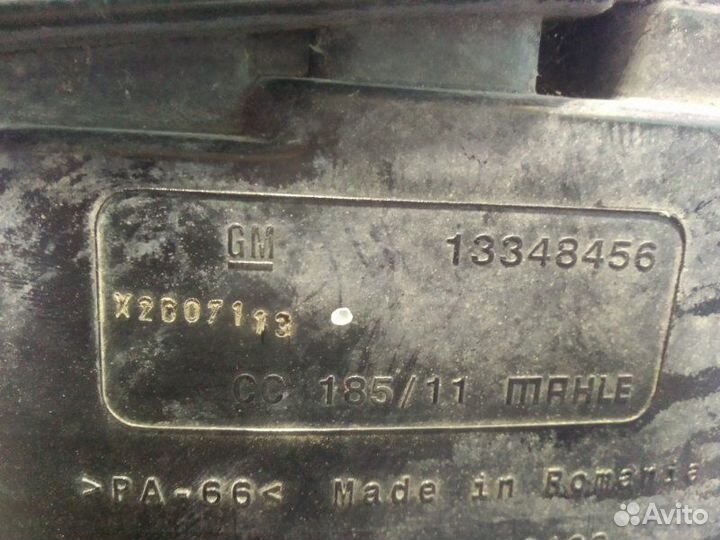 GM 13348456
X2607113
CC 185/11 MAHLE
>PA-66< Made in Romania
Avito